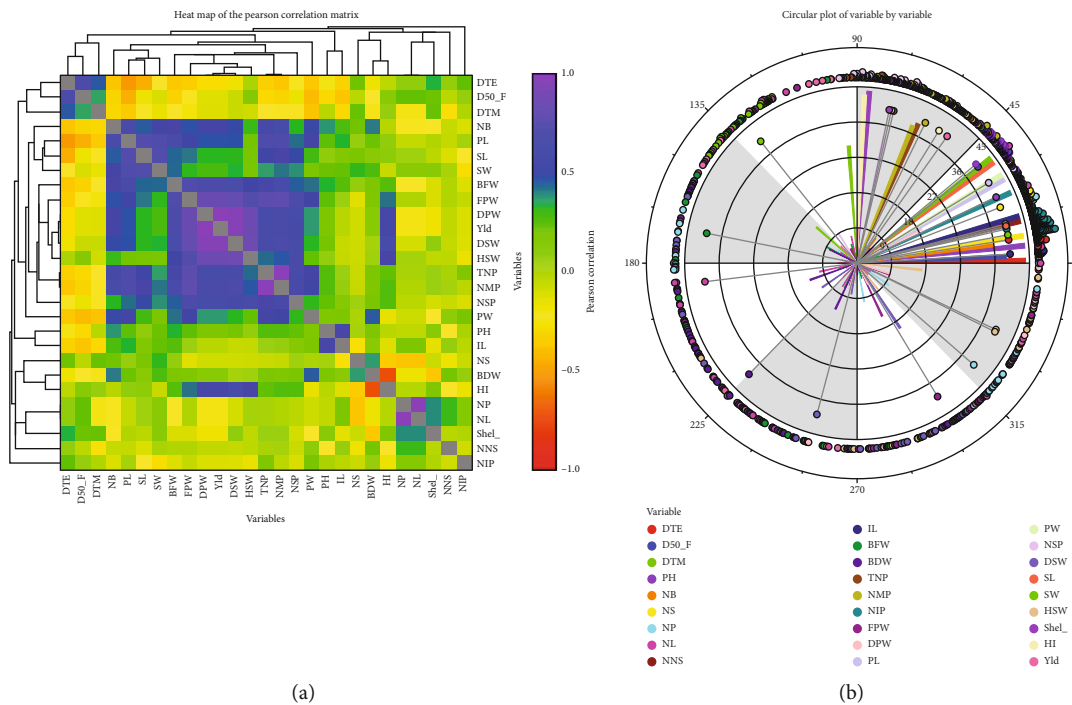 Heat map of the pearson correlation matrix
DTE
D50_F
DTM
NB
PL
SL
SW
BFW
FPW
DPW
Yld
DSW
HSW
TNP
NMP
NSP
PW
PH
IL
NS
BDW
HI
NP
NL
Shel_
NNS
NIP
Variables
DTE
D50_F
DTM
NB
PL
SL
SW
BFW
FPW
DPW
Yld
DSW
HSW
TNP
NMP
NSP
PW
PH
IL
NS
BDW
HI
NP
NL
Shel_
NNS
NIP
Variables
1.0
0.5
0.0
−0.5
−1.0
Pearson correlation
(a)
Circular plot of variable by variable
90
135
45
180
225
315
270
45
36
27
18
9
Variable
DTE
D50_F
DTM
PH
NB
NS
NP
NL
NNS
IL
BFW
BDW
TNP
NMP
NIP
FPW
DPW
PL
PW
NSP
DSW
SL
SW
HSW
Shel_
HI
Yld
(b)